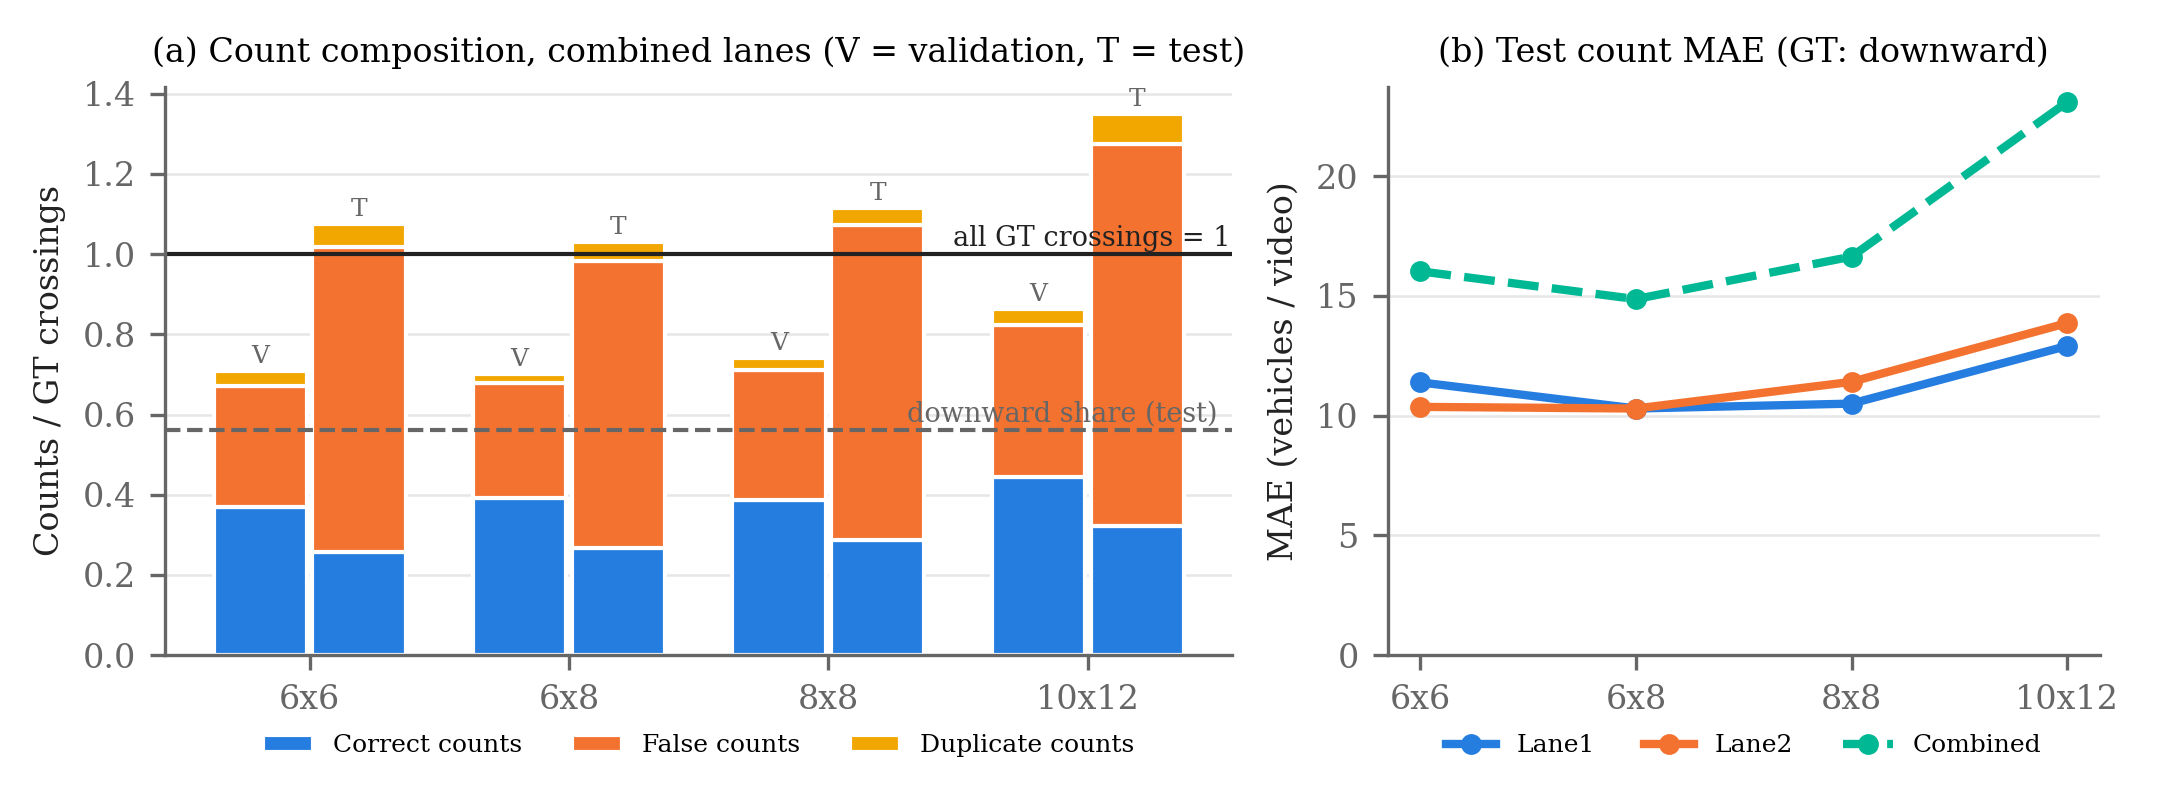 (a) Count composition, combined lanes (V = validation, T = test)
Counts / GT crossings
1.4
1.2
1.0
0.8
0.6
0.4
0.2
0.0
V
T
V
T
V
T
V
T
all GT crossings = 1
downward share (test)
6x6
6x8
8x8
10x12
Correct counts
False counts
Duplicate counts
(b) Test count MAE (GT: downward)
MAE (vehicles / video)
20
15
10
5
0
6x6
6x8
8x8
10x12
Lane1
Lane2
Combined